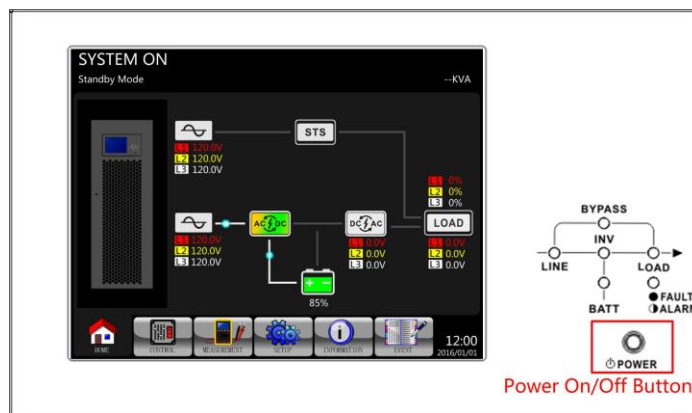 SYSTEM ON
Standby Mode
--KVA
STS
L1 120.0V
L2 120.0V
L3 120.0V
L1 0%
L2 0%
L3 0%
AC DC
DC AC
LOAD
L1 120.0V
L2 120.0V
L3 120.0V
L1 0.0V
L2 0.0V
L3 0.0V
L1 0.0V
L2 0.0V
L3 0.0V
85%
HOME
CONTROL
MEASUREMENT
SETUP
INFORMATION
EVENT
12:00
2016/01/01
BYPASS
INV
LINE
LOAD
BATT
FAULT
ALARM
POWER
Power On/Off Button